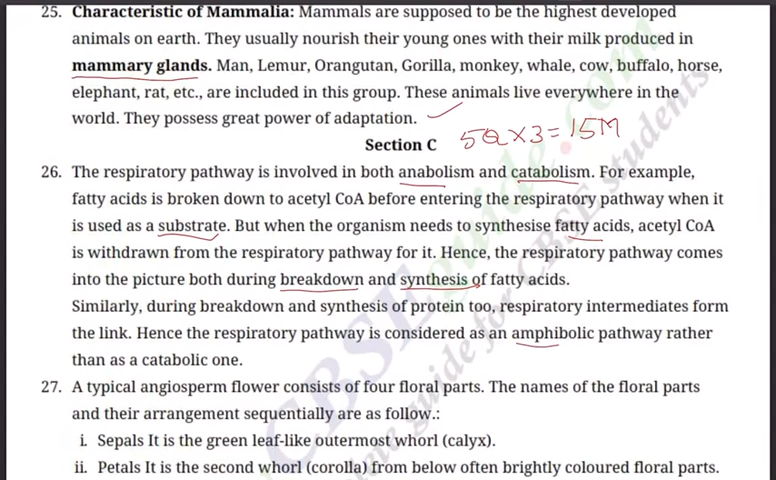 25. Characteristic of Mammalia: Mammals are supposed to be the highest developed
animals on earth. They usually nourish their young ones with their milk produced in
mammary glands. Man, Lemur, Orangutan, Gorilla, monkey, whale, cow, buffalo, horse,
elephant, rat, etc., are included in this group. These animals live everywhere in the
world. They possess great power of adaptation.
Section C 5Q X 3 = 15M
26. The respiratory pathway is involved in both anabolism and catabolism. For example,
fatty acids is broken down to acetyl CoA before entering the respiratory pathway when it
is used as a substrate. But when the organism needs to synthesise fatty acids, acetyl CoA
is withdrawn from the respiratory pathway for it. Hence, the respiratory pathway comes
into the picture both during breakdown and synthesis of fatty acids.
Similarly, during breakdown and synthesis of protein too, respiratory intermediates form
the link. Hence the respiratory pathway is considered as an amphibolic pathway rather
than as a catabolic one.
27. A typical angiosperm flower consists of four floral parts. The names of the floral parts
and their arrangement sequentially are as follow.:
i. Sepals It is the green leaf-like outermost whorl (calyx).
ii. Petals It is the second whorl (corolla) from below often brightly coloured floral parts.
CBSEguide.com
guide for CBSE students